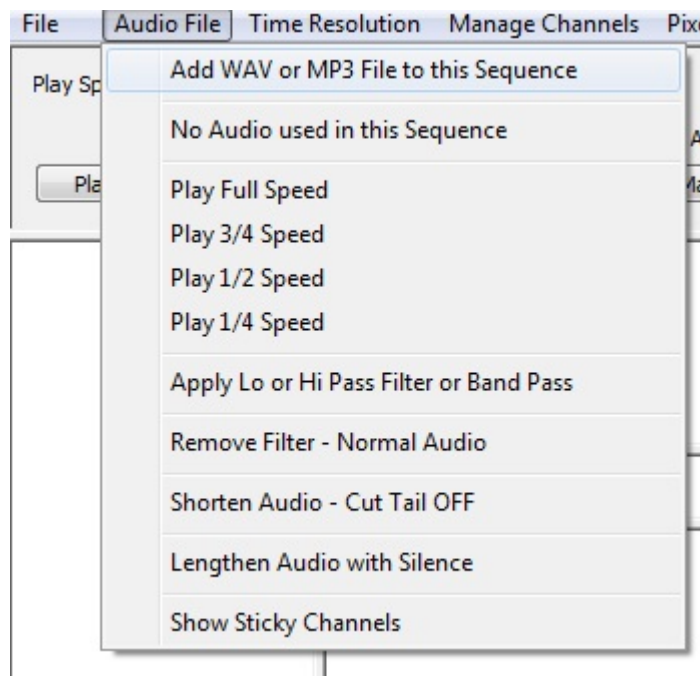 File Audio File Time Resolution Manage Channels
Play
Add WAV or MP3 File to this Sequence
No Audio used in this Sequence
Play Full Speed
Play 3/4 Speed
Play 1/2 Speed
Play 1/4 Speed
Apply Lo or Hi Pass Filter or Band Pass
Remove Filter - Normal Audio
Shorten Audio - Cut Tail OFF
Lengthen Audio with Silence
Show Sticky Channels